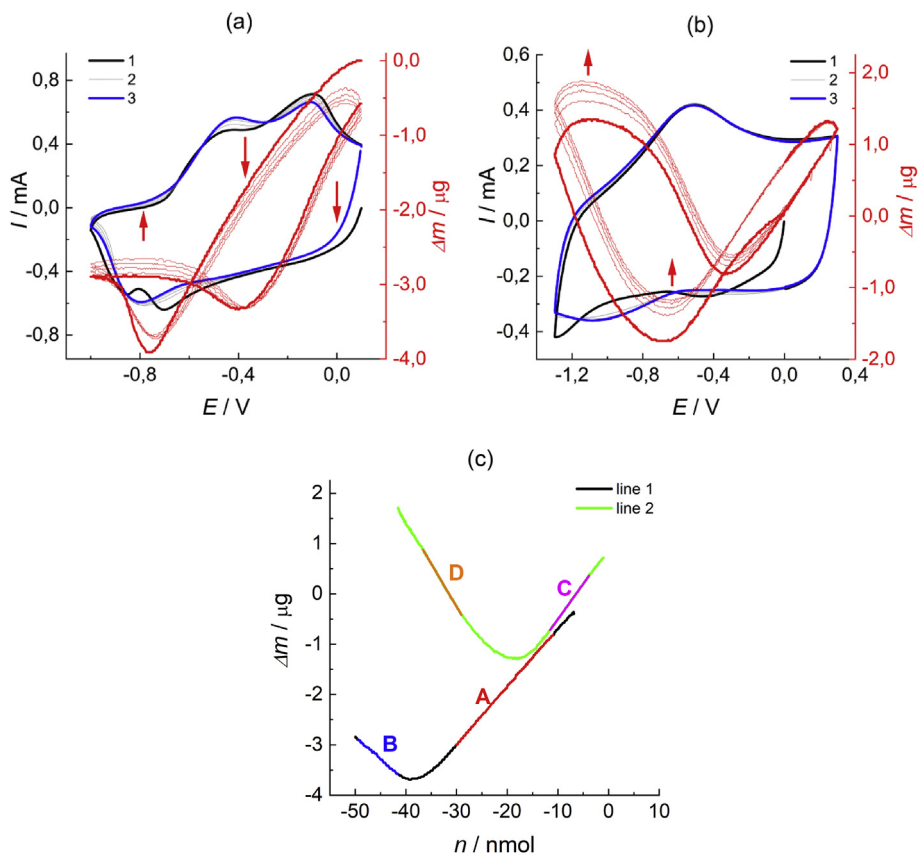 (a)
(b)
1
2
3
0,8
0,4
0,0
-0,4
-0,8
I / mA
0,0
-1,0
-2,0
-3,0
-4,0
Δm / μg
-0,8
-0,4
0,0
E / V
1
2
3
0,6
0,4
0,2
0,0
-0,2
-0,4
I / mA
2,0
1,0
0,0
-1,0
-2,0
Δm / μg
-1,2
-0,8
-0,4
0,0
0,4
E / V
(c)
line 1
line 2
2
1
0
-1
-2
-3
-4
Δm / μg
D
C
A
B
-50
-40
-30
-20
-10
0
10
n / nmol